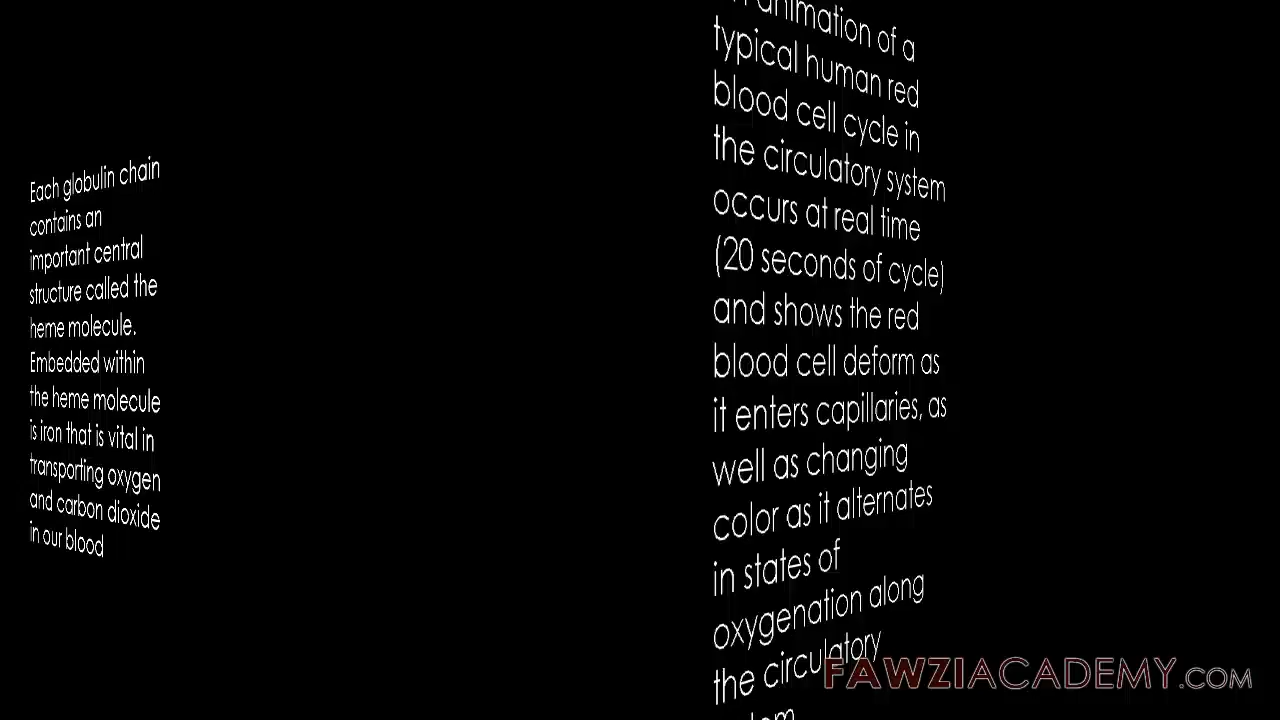 Each globulin chain
contains an
important central
structure called the
heme molecule.
Embedded within
the heme molecule
is iron that is vital in
transporting oxygen
and carbon dioxide
in our blood
animation of a
typical human red
blood cell cycle in
the circulatory system
occurs at real time
(20 seconds of cycle)
and shows the red
blood cell deform as
it enters capillaries, as
well as changing
color as it alternates
in states of
oxygenation along
the circulatory
FAWZIACADEMY.COM